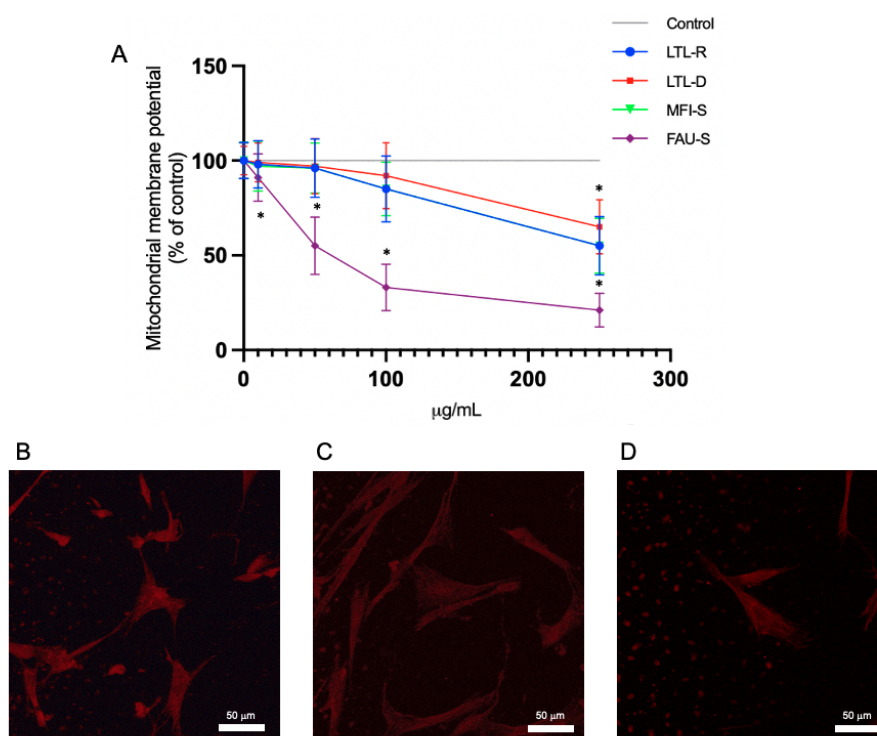 Control
LTL-R
LTL-D
MFI-S
FAU-S
A
Mitochondrial membrane potential
(% of control)
150
100
50
0
*
*
*
*
*
0
100
200
300
µg/mL
B
C
D
50 µm
50 µm
50 µm